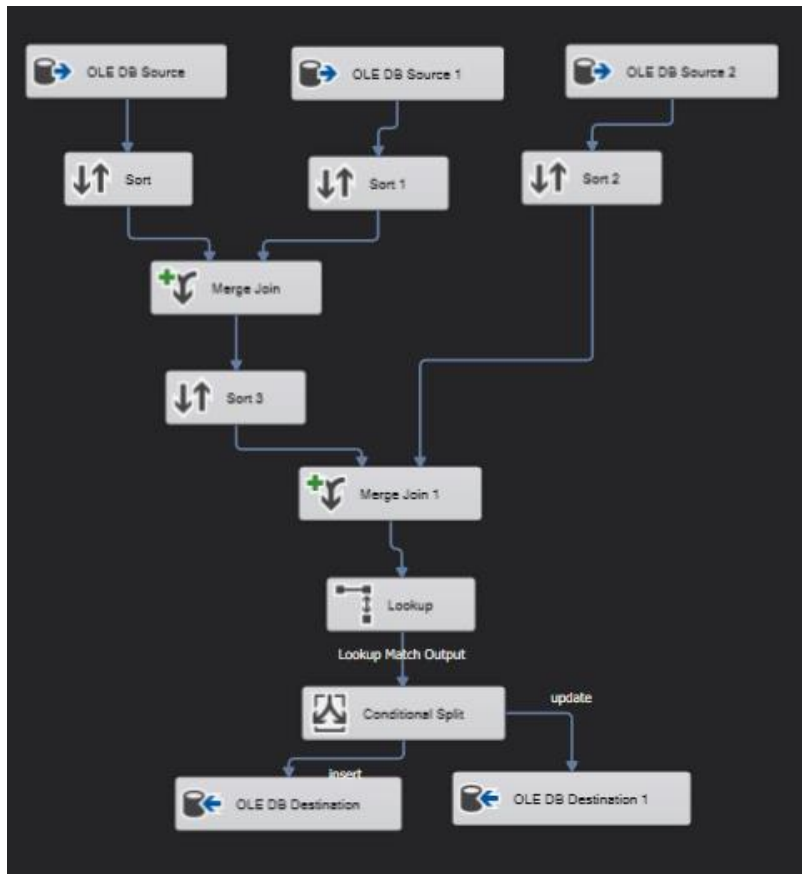 OLE DB Source
OLE DB Source 1
OLE DB Source 2
Sort
Sort 1
Sort 2
Merge Join
Sort 3
Merge Join 1
Lookup
Lookup Match Output
Conditional Split
update
insert
OLE DB Destination
OLE DB Destination 1